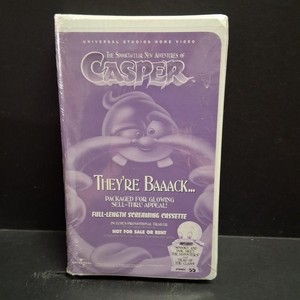 UNIVERSAL STUDIOS HOME VIDEO
THE SPOOKTACULAR NEW ADVENTURES OF
CASPER
THEY'RE BAAACK...
PACKAGED FOR GLOWING
SELL-THRU APPEAL!
FULL-LENGTH SCREENING CASSETTE
NOT FOR SALE OR RENT